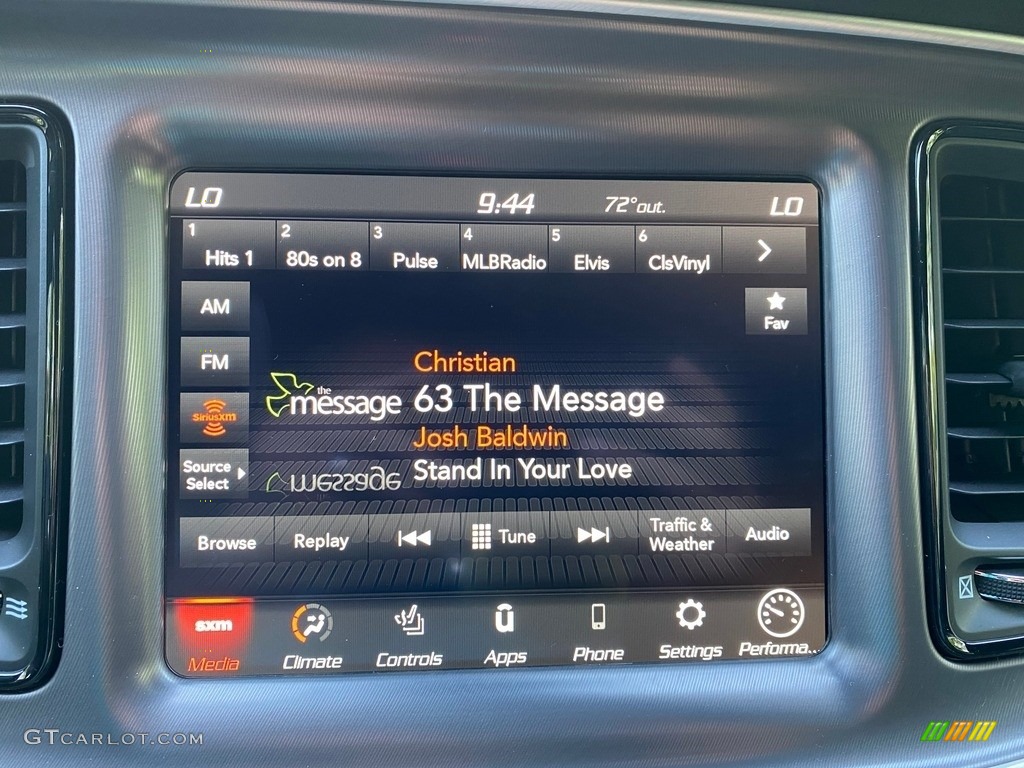 LO 9:44 72°out. LO
1 2 3 4 5 6
Hits 1 80s on 8 Pulse MLBRadio Elvis ClsVinyl
AM
Fav
FM
Christian
the
message 63 The Message
SiriusXM
Josh Baldwin
Source
Select
Stand In Your Love
message
Browse Replay Tune Traffic &
Weather Audio
sxm
Media Climate Controls Apps Phone Settings Performa..
GTCARLOT.COM